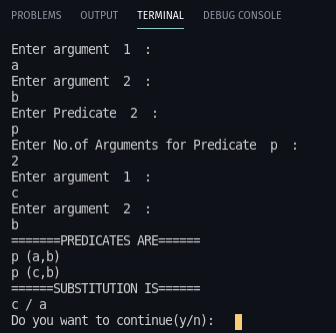 PROBLEMS OUTPUT TERMINAL DEBUG CONSOLE
Enter argument  1  :
a
Enter argument  2  :
b
Enter Predicate  2  :
p
Enter No.of Arguments for Predicate  p  :
2
Enter argument  1  :
c
Enter argument  2  :
b
=======PREDICATES ARE======
p (a,b)
p (c,b)
======SUBSTITUTION IS======
c / a
Do you want to continue(y/n):